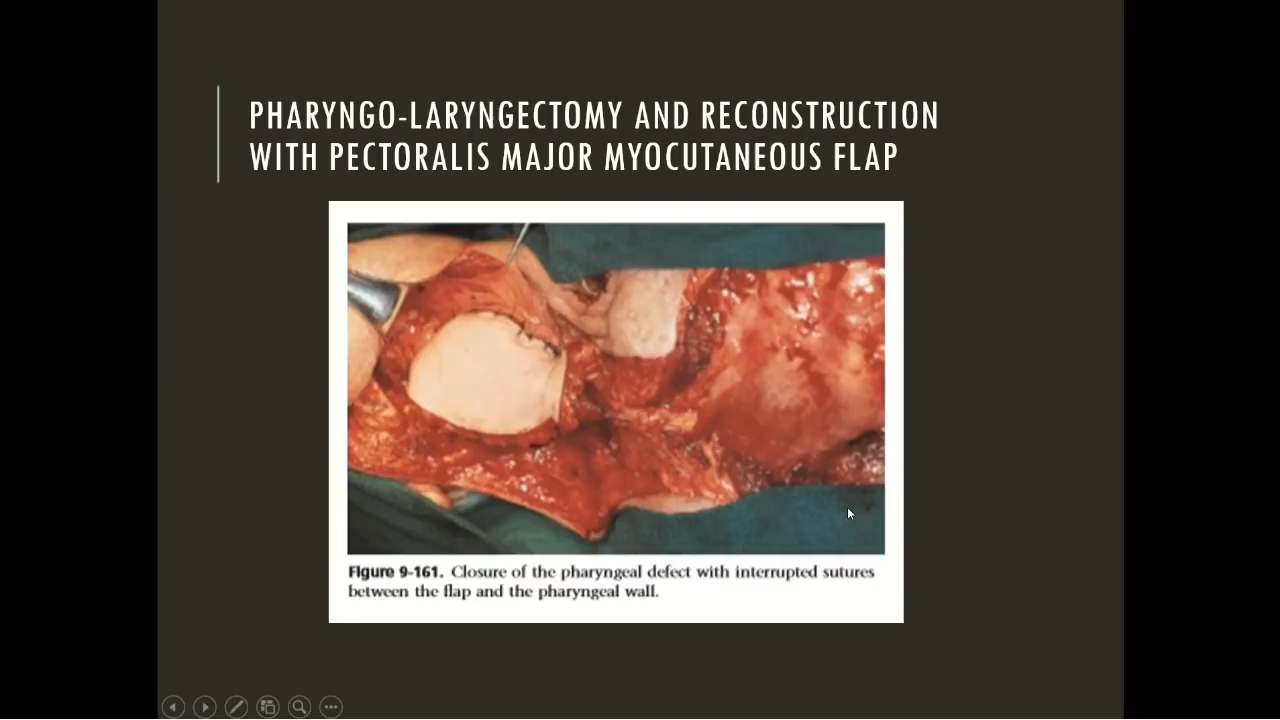 PHARYNGO-LARYNGECTOMY AND RECONSTRUCTION
WITH PECTORALIS MAJOR MYOCUTANEOUS FLAP
Figure 9-161. Closure of the pharyngeal defect with interrupted sutures
between the flap and the pharyngeal wall.